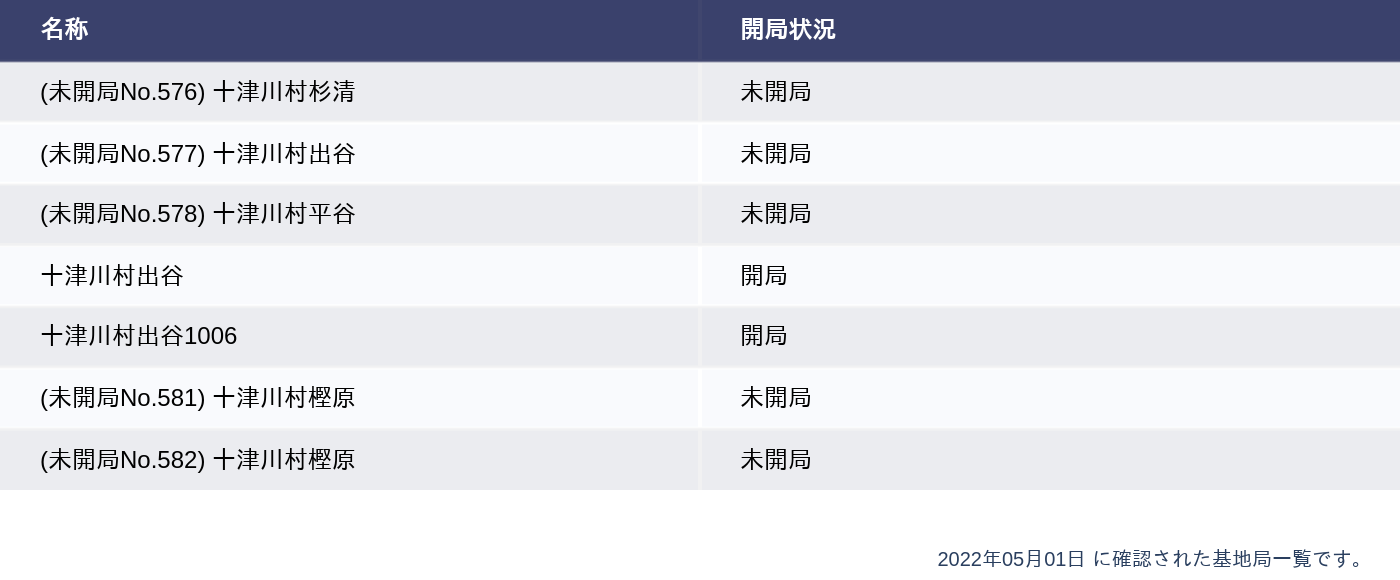 名称 開局状況
(未開局No.576) 十津川村杉清 未開局
(未開局No.577) 十津川村出谷 未開局
(未開局No.578) 十津川村平谷 未開局
十津川村出谷 開局
十津川村出谷1006 開局
(未開局No.581) 十津川村樫原 未開局
(未開局No.582) 十津川村樫原 未開局
2022年05月01日 に確認された基地局一覧です。